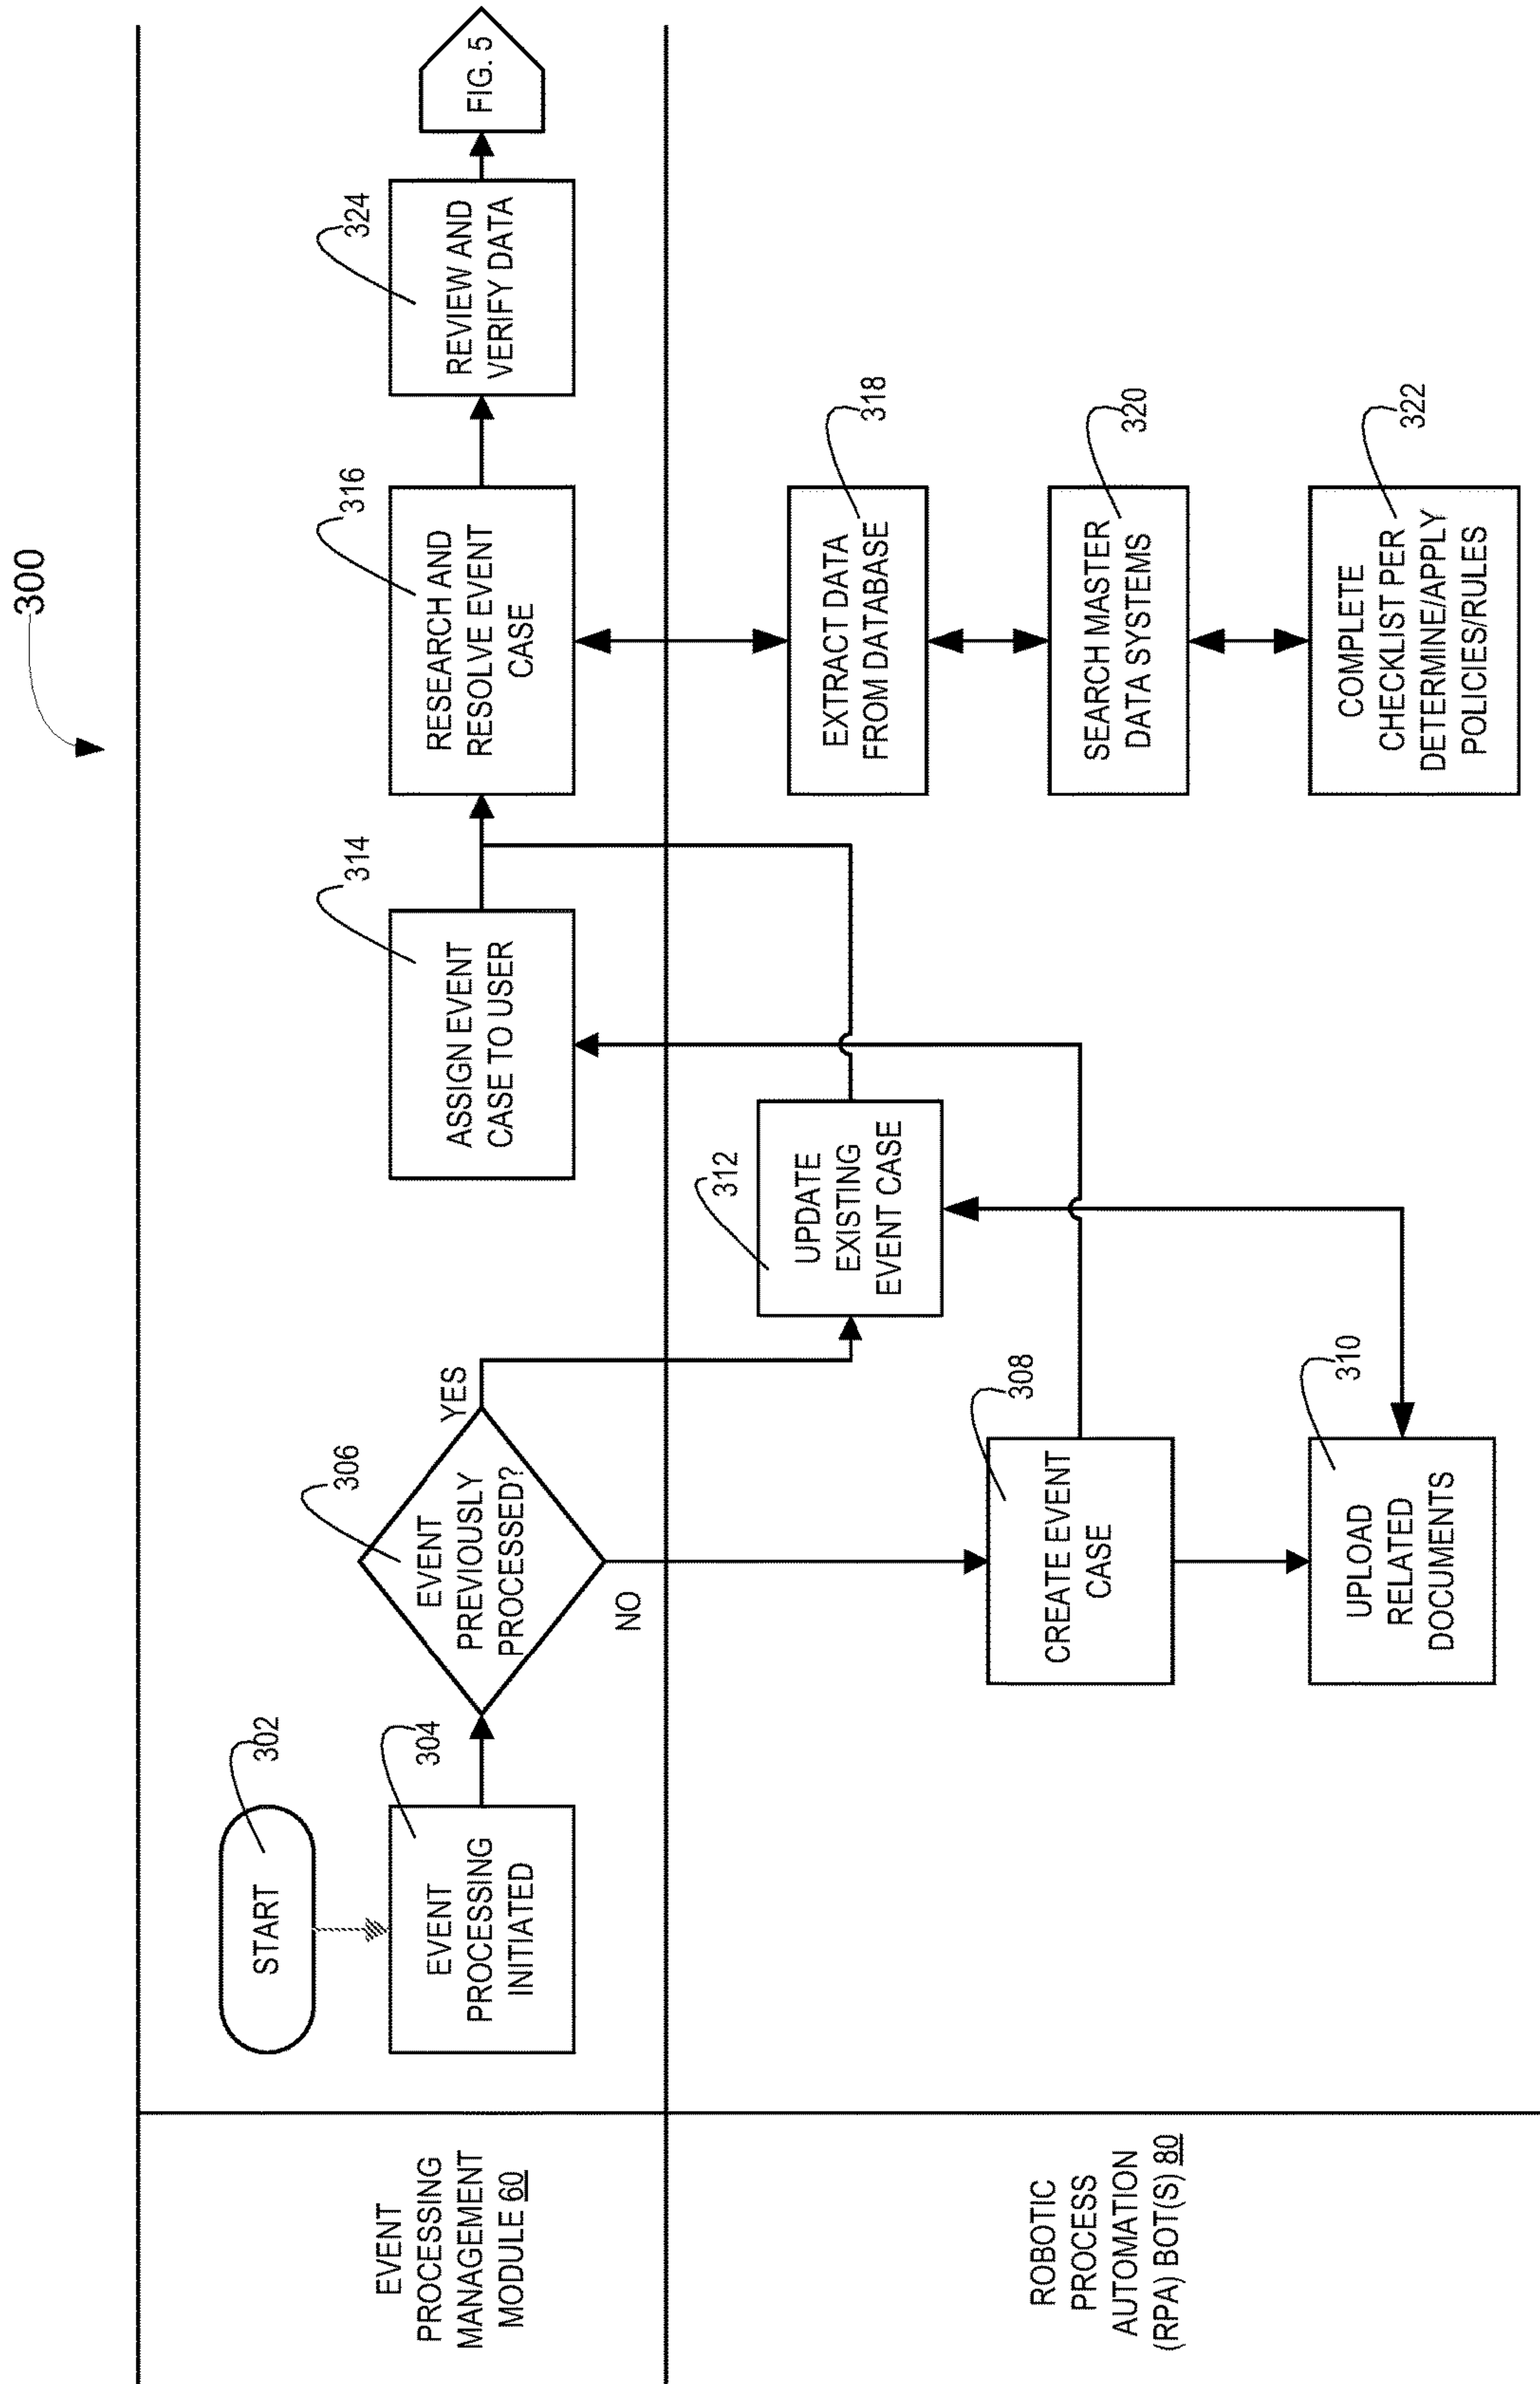 300
EVENT
PROCESSING
MANAGEMENT
MODULE 60
START
302
EVENT
PROCESSING
INITIATED
304
EVENT
PREVIOUSLY
PROCESSED?
306
YES
NO
ASSIGN EVENT
CASE TO USER
314
RESEARCH AND
RESOLVE EVENT
CASE
316
REVIEW AND
VERIFY DATA
324
FIG. 5
ROBOTIC
PROCESS
AUTOMATION
(RPA) BOT(S) 80
CREATE EVENT
CASE
308
UPLOAD
RELATED
DOCUMENTS
310
UPDATE
EXISTING
EVENT CASE
312
EXTRACT DATA
FROM DATABASE
318
SEARCH MASTER
DATA SYSTEMS
320
COMPLETE
CHECKLIST PER
DETERMINE/APPLY
POLICIES/RULES
322